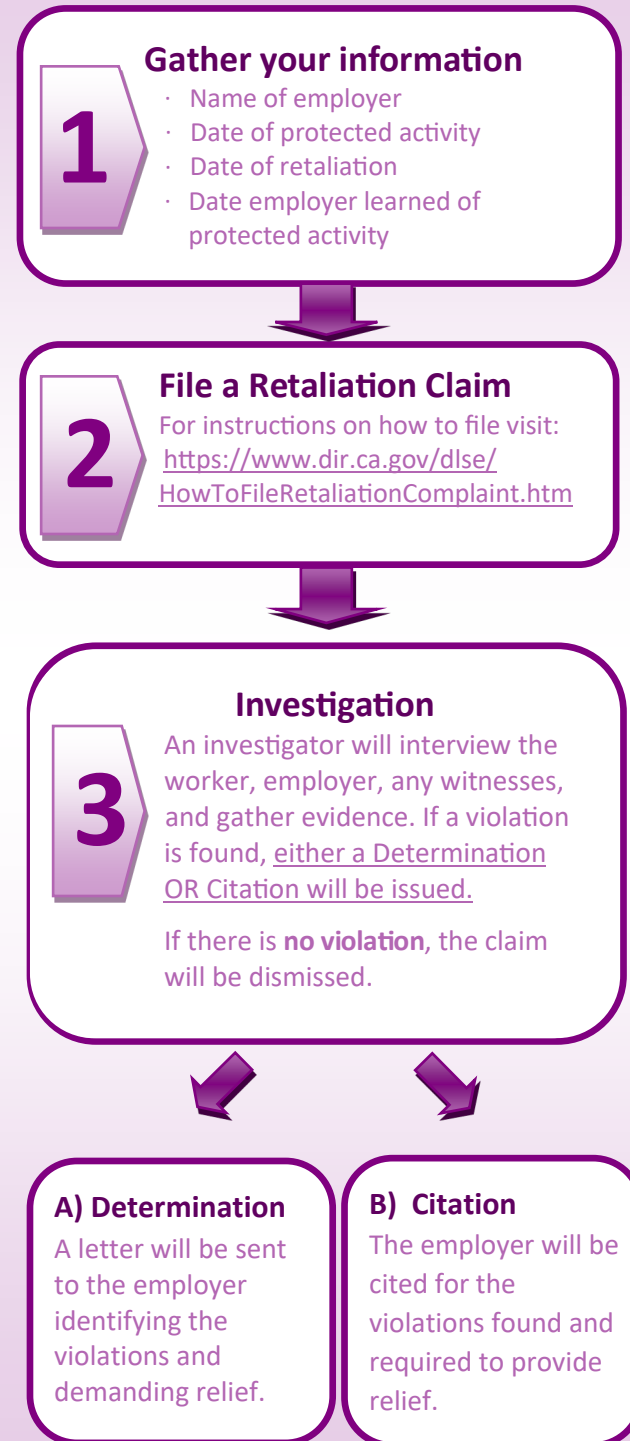 1
Gather your information
· Name of employer
· Date of protected activity
· Date of retaliation
· Date employer learned of
protected activity
2
File a Retaliation Claim
For instructions on how to file visit:
https://www.dir.ca.gov/dlse/
HowToFileRetaliationComplaint.htm
3
Investigation
An investigator will interview the
worker, employer, any witnesses,
and gather evidence. If a violation
is found, either a Determination
OR Citation will be issued.
If there is no violation, the claim
will be dismissed.
A) Determination
A letter will be sent
to the employer
identifying the
violations and
demanding relief.
B) Citation
The employer will be
cited for the
violations found and
required to provide
relief.